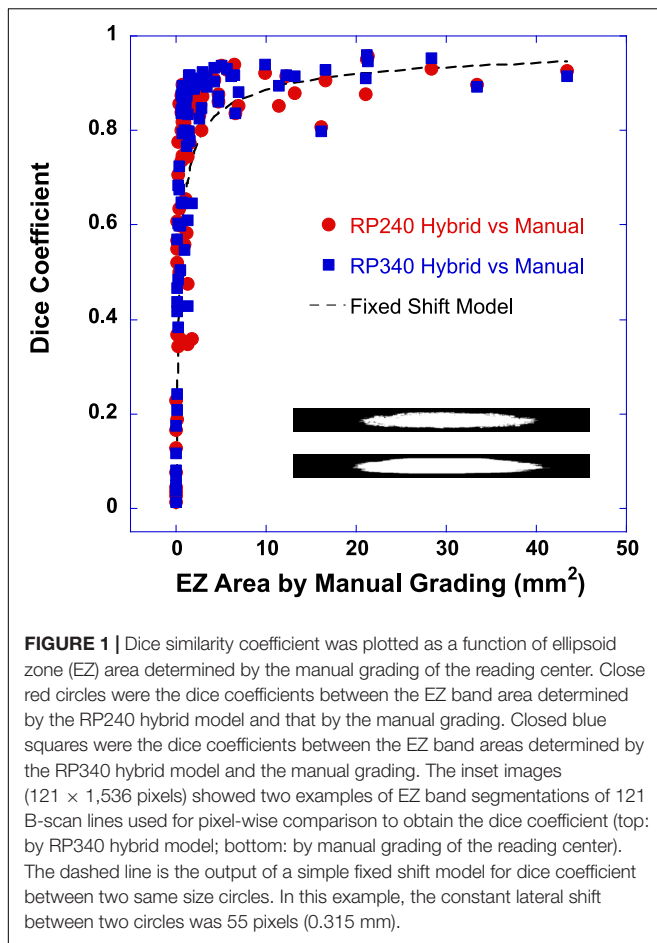 1
0.8
0.6
0.4
0.2
0
Dice Coefficient
RP240 Hybrid vs Manual
RP340 Hybrid vs Manual
Fixed Shift Model
0 10 20 30 40 50
EZ Area by Manual Grading (mm²)
FIGURE 1 | Dice similarity coefficient was plotted as a function of ellipsoid
zone (EZ) area determined by the manual grading of the reading center. Close
red circles were the dice coefficients between the EZ band area determined
by the RP240 hybrid model and that by the manual grading. Closed blue
squares were the dice coefficients between the EZ band areas determined by
the RP340 hybrid model and the manual grading. The inset images
(121 × 1,536 pixels) showed two examples of EZ band segmentations of 121
B-scan lines used for pixel-wise comparison to obtain the dice coefficient (top:
by RP340 hybrid model; bottom: by manual grading of the reading center).
The dashed line is the output of a simple fixed shift model for dice coefficient
between two same size circles. In this example, the constant lateral shift
between two circles was 55 pixels (0.315 mm).